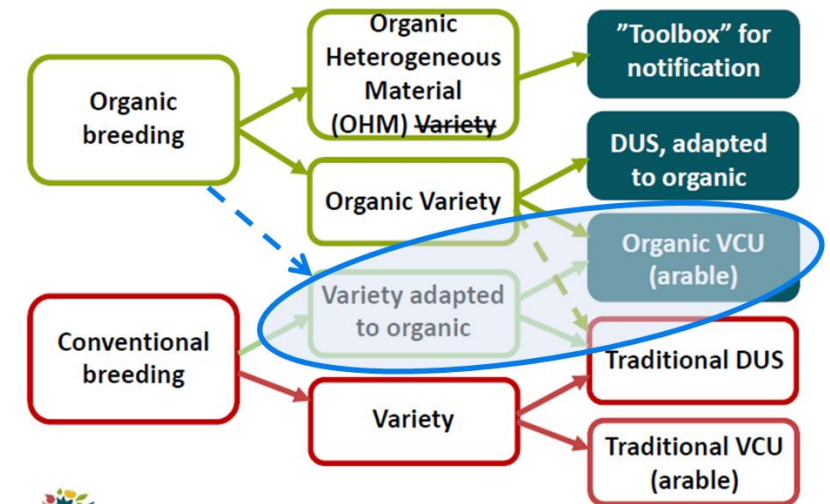 Organic
breeding
Organic
Heterogeneous
Material
(OHM) Variety
”Toolbox” for
notification
Organic Variety
DUS, adapted
to organic
Organic VCU
(arable)
Variety adapted
to organic
Conventional
breeding
Traditional DUS
Variety
Traditional VCU
(arable)